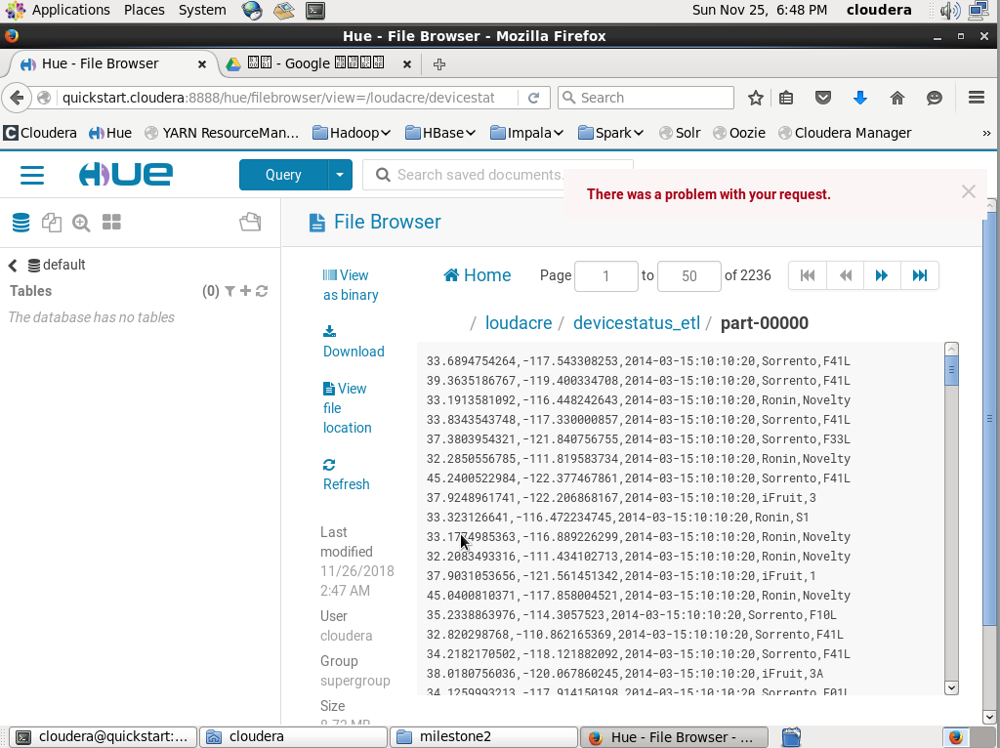 Applications Places System Sun Nov 25, 6:48 PM cloudera
Hue - File Browser - Mozilla Firefox
Hue - File Browser
- Google
quickstart.cloudera:8888/hue/filebrowser/view=/loudacre/devicestat
Search
Cloudera Hue YARN ResourceMan... Hadoop HBase Impala Spark Solr Oozie Cloudera Manager »
HUE
Query
Search saved documents.
There was a problem with your request.
File Browser
default
Tables (0)
The database has no tables
View as binary
Download
View file location
Refresh
Last modified
11/26/2018 2:47 AM
User
cloudera
Group
supergroup
Size
8.73 MB
Home Page 1 to 50 of 2236
/ loudacre / devicestatus_etl / part-00000
33.6894754264,-117.543308253,2014-03-15:10:10:20,Sorrento,F41L
39.3635186767,-119.400334708,2014-03-15:10:10:20,Sorrento,F41L
33.1913581092,-116.448242643,2014-03-15:10:10:20,Ronin,Novelty
33.8343543748,-117.330000857,2014-03-15:10:10:20,Sorrento,F41L
37.3803954321,-121.840756755,2014-03-15:10:10:20,Sorrento,F33L
32.2850556785,-111.819583734,2014-03-15:10:10:20,Ronin,Novelty
45.2400522984,-122.377467861,2014-03-15:10:10:20,Sorrento,F41L
37.9248961741,-122.206868167,2014-03-15:10:10:20,iFruit,3
33.323126641,-116.472234745,2014-03-15:10:10:20,Ronin,S1
33.1774985363,-116.889226299,2014-03-15:10:10:20,Ronin,Novelty
32.2083493316,-111.434102713,2014-03-15:10:10:20,Ronin,Novelty
37.9031053656,-121.561451342,2014-03-15:10:10:20,iFruit,1
45.0400810371,-117.858004521,2014-03-15:10:10:20,Ronin,Novelty
35.2338863976,-114.3057523,2014-03-15:10:10:20,Sorrento,F10L
32.820298768,-110.862165369,2014-03-15:10:10:20,Sorrento,F41L
34.2182170502,-118.121882092,2014-03-15:10:10:20,Sorrento,F41L
38.0180756036,-120.067860245,2014-03-15:10:10:20,iFruit,3A
34.1259993213,-117.914150198,2014-03-15:10:10:20,Sorrento,F01L
cloudera@quickstart:... cloudera milestone2 Hue - File Browser - ...